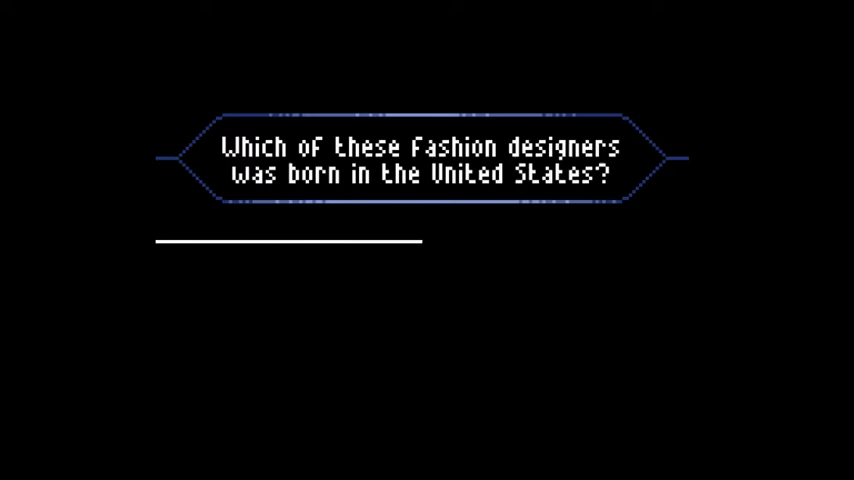 Which of these fashion designers
was born in the United States?